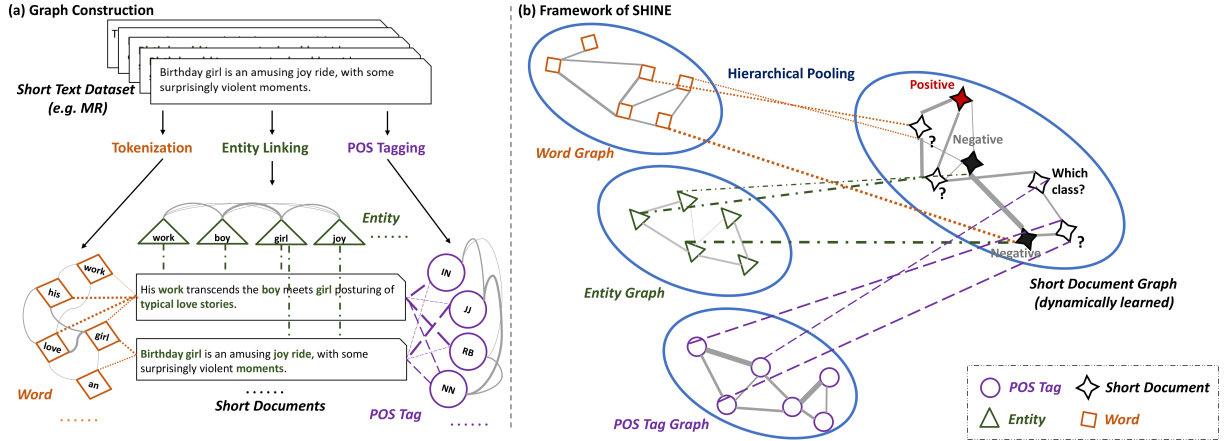 (a) Graph Construction
Birthday girl is an amusing joy ride, with some
surprisingly violent moments.
Short Text Dataset
(e.g. MR)
Tokenization
Entity Linking
POS Tagging
Entity
work
boy
girl
joy
......
His work transcends the boy meets girl posturing of
typical love stories.
Birthday girl is an amusing joy ride, with some
surprisingly violent moments.
......
Short Documents
work
his
girl
love
an
Word
......
IN
JJ
RB
NN
POS Tag
......
(b) Framework of SHINE
Hierarchical Pooling
Word Graph
Entity Graph
POS Tag Graph
Positive
?
Negative
?
Which
class?
?
Negative
Short Document Graph
(dynamically learned)
POS Tag
Short Document
Entity
Word